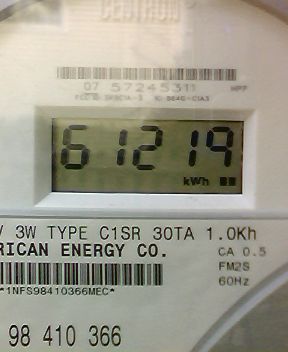 CENTRON
07 57245311
61219
kWh
V 3W TYPE C1SR 30TA 1.0Kh
RICAN ENERGY CO.
CA 0.5
FM2S
60Hz
*1NFS98410366MEC*
98 410 366